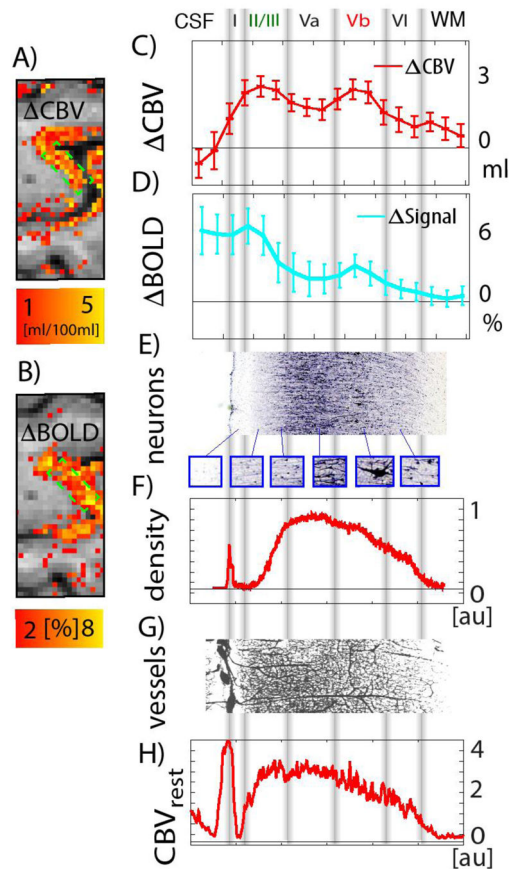 CSF I II/III Va Vb VI WM
A)
ΔCBV
1 5
[ml/100ml]
B)
ΔBOLD
2 [%] 8
C)
ΔCBV
ΔCBV
3
0
ml
D)
ΔBOLD
ΔSignal
6
0
%
E)
neurons
F)
density
1
0
[au]
G)
vessels
H)
CBVrest
4
2
0
[au]